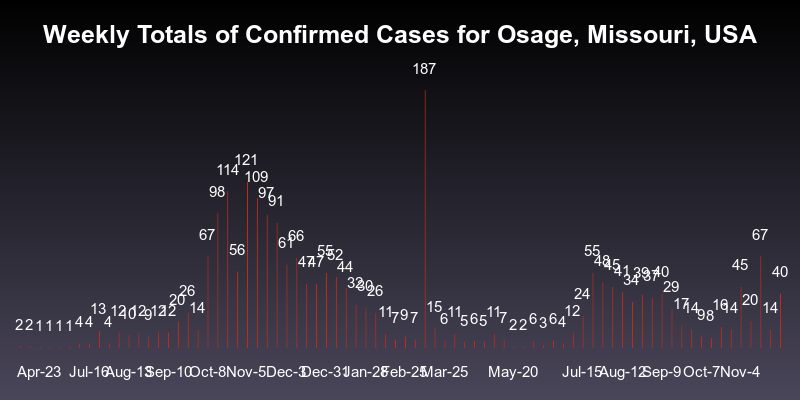 Weekly Totals of Confirmed Cases for Osage, Missouri, USA
2 2 1 1 1 1 4 4 13 4 12 10 12 9 12 12 20 26 14 67 98 114 56 121 109 97 91 61 66 47 47 55 52 44 32 30 26 11 7 9 7 187 15 6 11 5 6 5 11 7 2 2 6 3 6 4 12 24 55 48 45 41 34 39 37 40 29 17 14 9 8 16 14 45 20 67 14 40
Apr-23 Jul-16 Aug-13 Sep-10 Oct-8 Nov-5 Dec-3 Dec-31 Jan-28 Feb-25 Mar-25 May-20 Jul-15 Aug-12 Sep-9 Oct-7 Nov-4